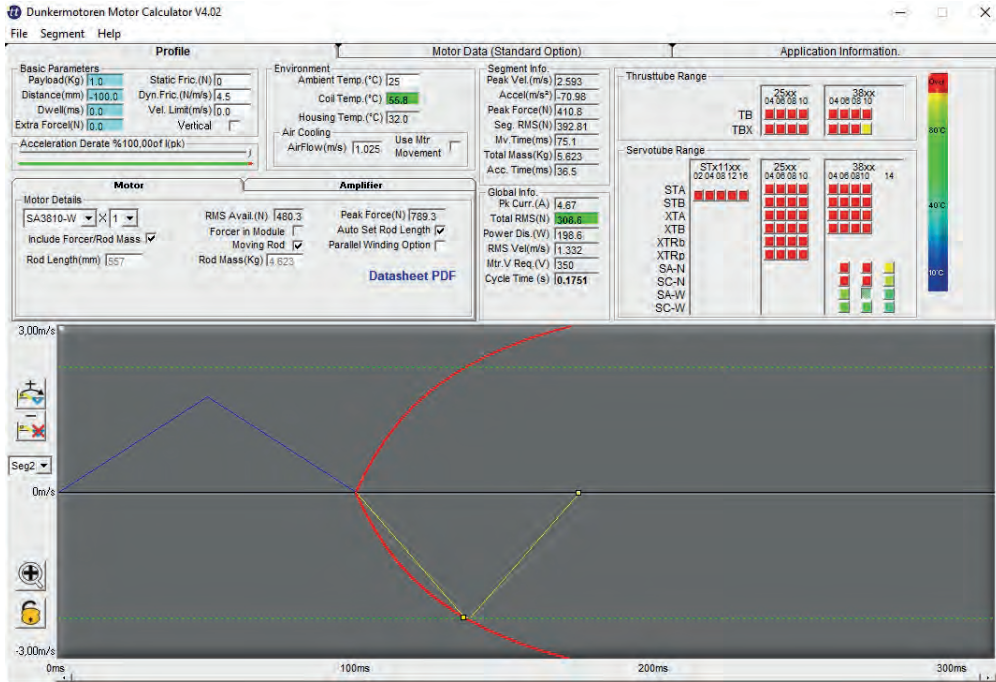 Dunkermotoren Motor Calculator V4.02
File Segment Help
Profile
Motor Data (Standard Option)
Application Information.
Basic Parameters
Payload(Kg) 1.0 Static Fric.(N) 0
Distance(mm) -100.0 Dyn.Fric.(N/m/s) 4.5
Dwell(ms) 0.0 Vel. Limit(m/s) 0.0
Extra Force(N) 0.0 Vertical
Acceleration Derate %100,00of I(pk)
Environment
Ambient Temp.(°C) 25
Coil Temp.(°C) 55.8
Housing Temp.(°C) 32.0
Air Cooling
AirFlow(m/s) 1.025 Use Mtr Movement
Segment Info.
Peak Vel.(m/s) 2.593
Accel(m/s²) -70.98
Peak Force(N) 410.8
Seg. RMS(N) 392.81
Mv.Time(ms) 75.1
Total Mass(Kg) 5.623
Acc. Time(ms) 36.5
Global Info.
Pk Curr.(A) 4.67
Total RMS(N) 308.6
Power Dis.(W) 198.6
RMS Vel(m/s) 1.332
Mtr.V Req.(V) 350
Cycle Time (s) 0.1751
Motor
Amplifier
Motor Details
SA3810-W X 1
RMS Avail.(N) 480.3 Peak Force(N) 789.3
Forcer in Module Auto Set Rod Length
Include Forcer/Rod Mass Moving Rod Parallel Winding Option
Rod Length(mm) 557 Rod Mass(Kg) 4.623
Datasheet PDF
Thrusttube Range
25xx 38xx
04 06 08 10 04 06 08 10
TB
TBX
Servotube Range
STx11xx 25xx 38xx
02 04 08 12 16 04 06 08 10 04 06 0810 14
STA
STB
XTA
XTB
XTRb
XTRp
SA-N
SC-N
SA-W
SC-W
80°C
40°C
10°C
3,00m/s
Seg2
0m/s
-3,00m/s
0ms 100ms 200ms 300ms